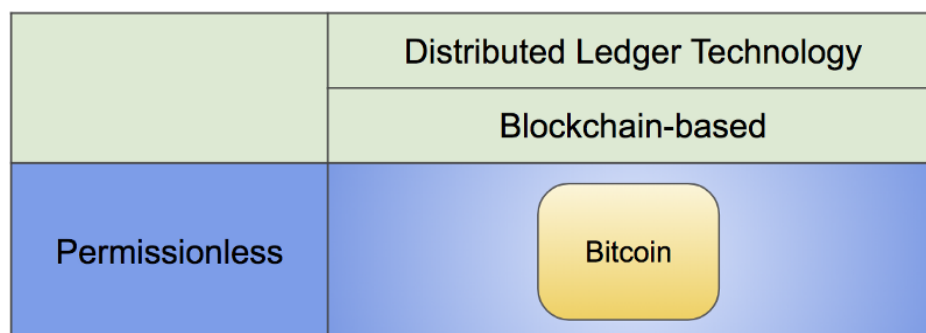 Distributed Ledger Technology
Blockchain-based
Permissionless
Bitcoin